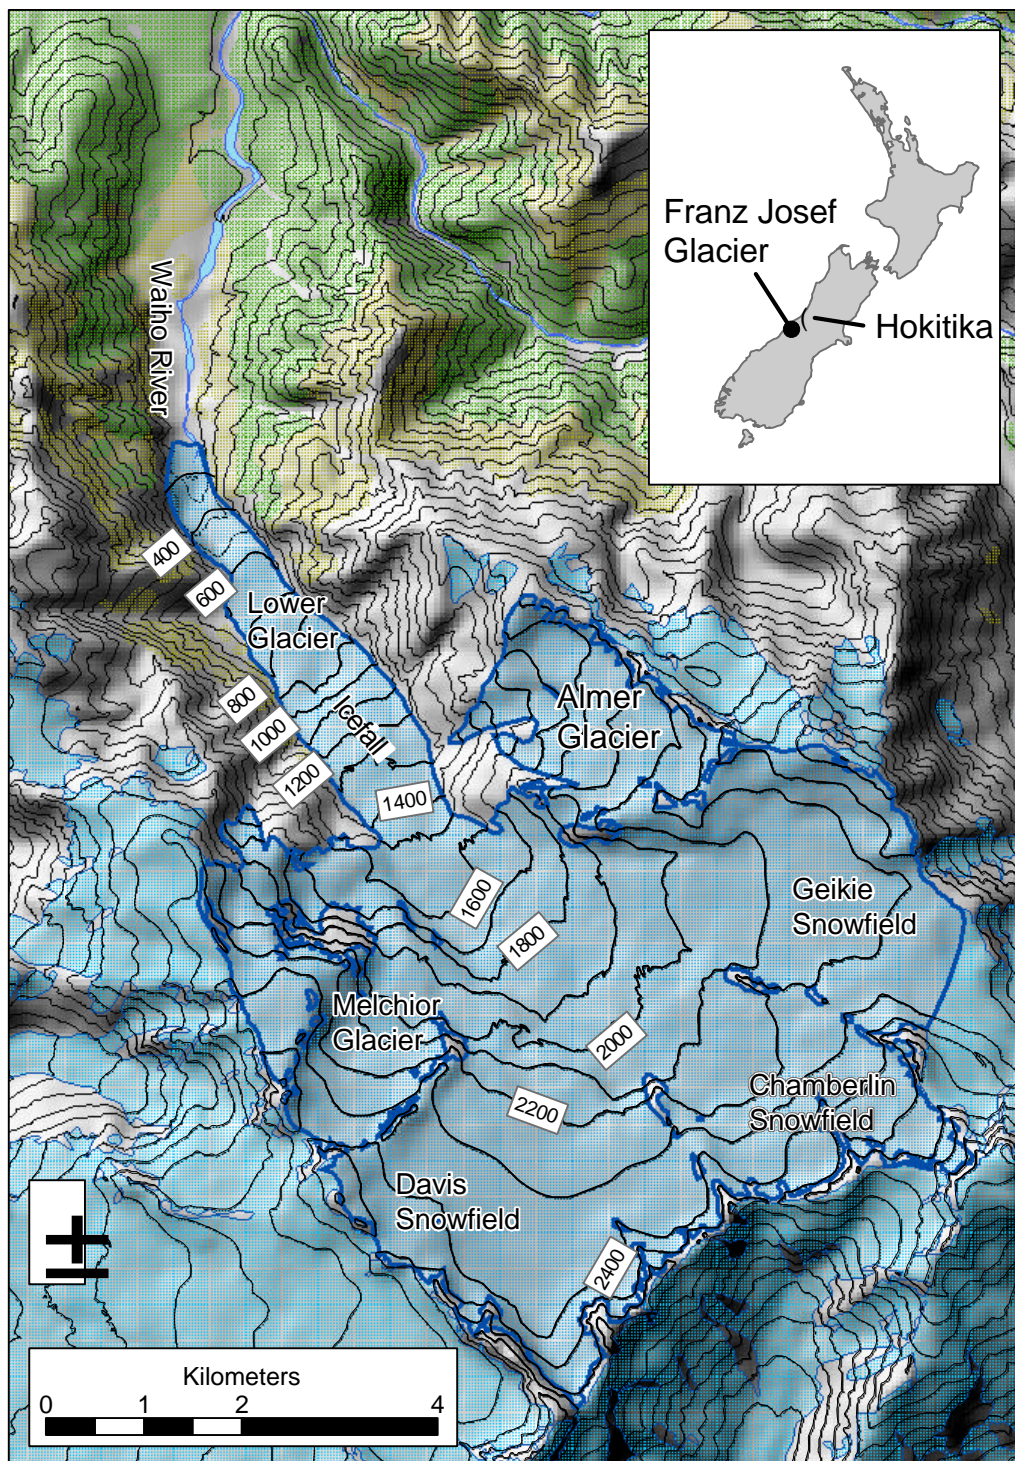 Franz Josef
Glacier
Hokitika
Waiho River
400
600
Lower
Glacier
800
1000
1200
Icefall
1400
Almer
Glacier
1600
1800
Geikie
Snowfield
Melchior
Glacier
2000
2200
Chamberlin
Snowfield
Davis
Snowfield
2400
Kilometers
0 1 2 4